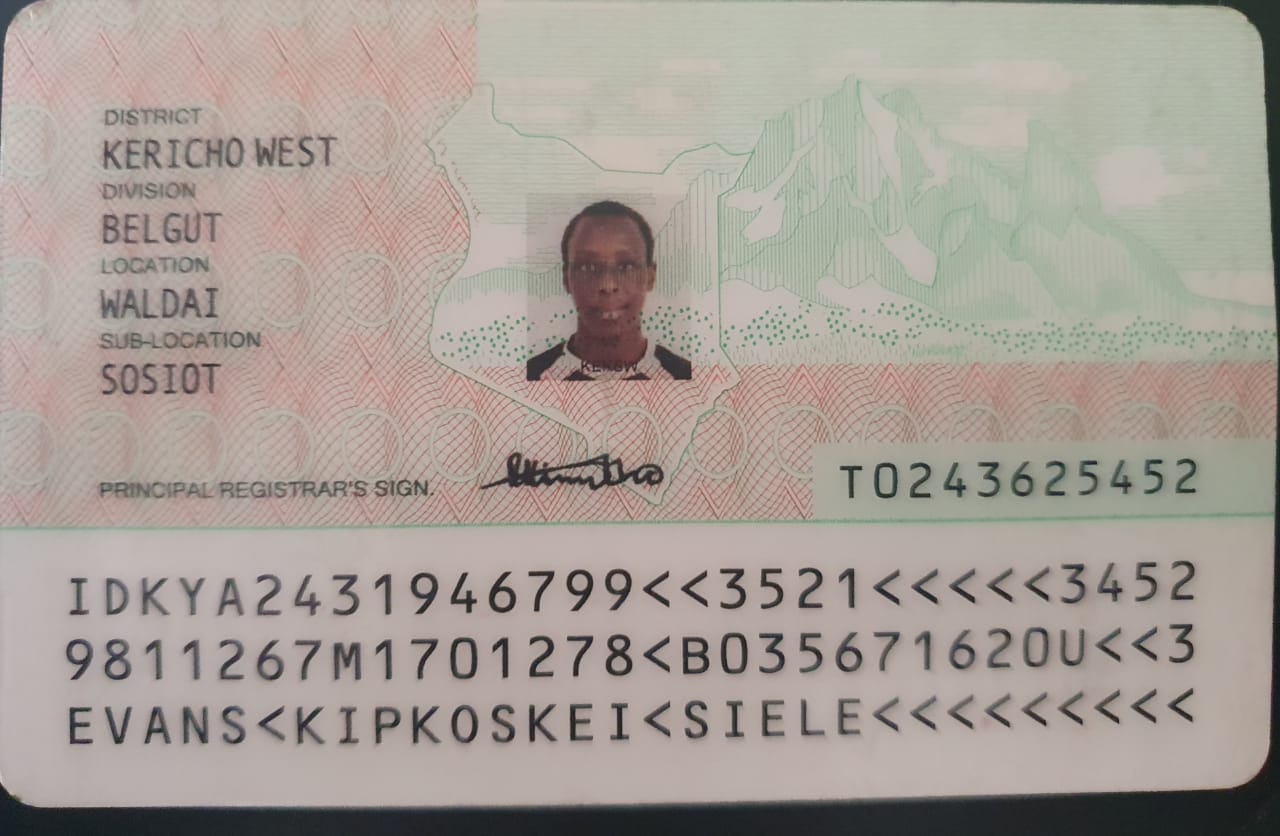 DISTRICT
KERICHO WEST
DIVISION
BELGUT
LOCATION
WALDAI
SUB-LOCATION
SOSIOT
PRINCIPAL REGISTRAR'S SIGN.
T0243625452
IDKYA2431946799<<3521<<<<<3452
9811267M1701278<B035671620U<<3
EVANS<KIPKOSKEI<SIELE<<<<<<<<<